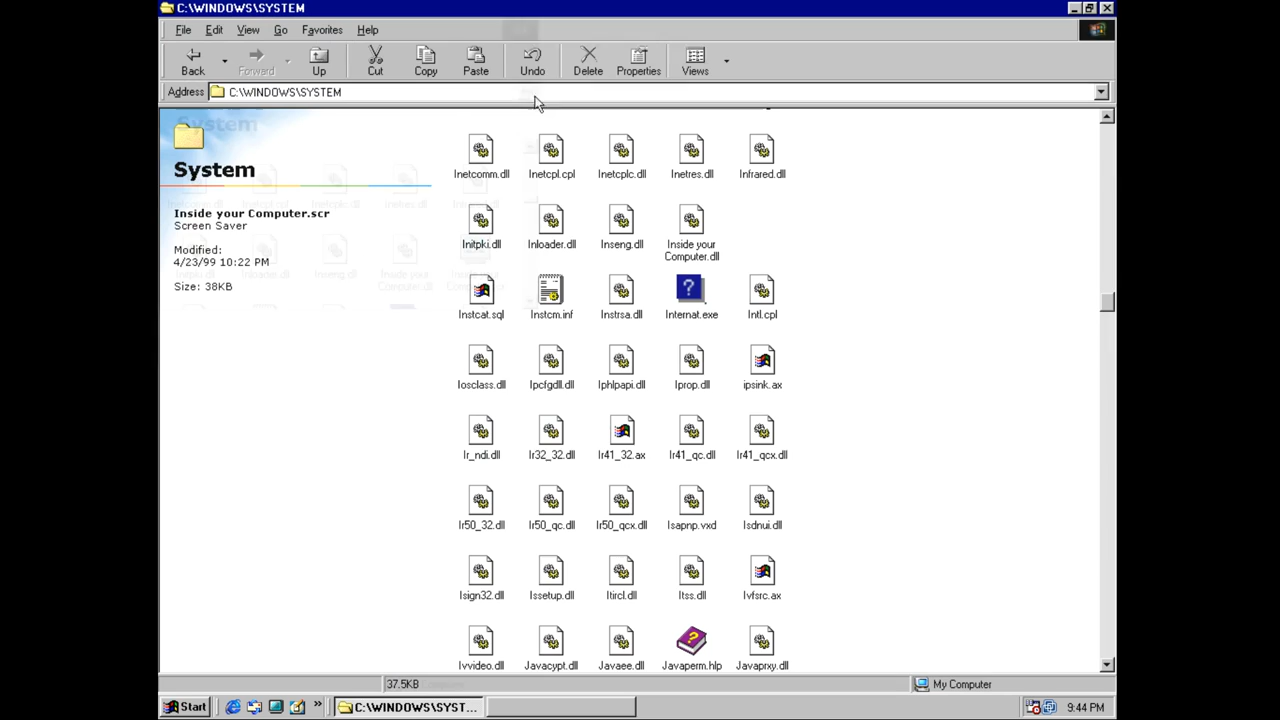 C:\WINDOWS\SYSTEM
File Edit View Go Favorites Help
Back Forward Up Cut Copy Paste Undo Delete Properties Views
Address C:\WINDOWS\SYSTEM
System
Inside your Computer.scr
Screen Saver
Modified:
4/23/99 10:22 PM
Size: 38KB
Inetcomm.dll Inetcpl.cpl Inetcplc.dll Inetres.dll Infrared.dll
Initpki.dll Inloader.dll Inseng.dll Inside your
Computer.dll
Instcat.sql Instcm.inf Instrsa.dll Internat.exe Intl.cpl
Iosclass.dll Ipcfgdll.dll Iphlpapi.dll Iprop.dll ipsink.ax
Ir_ndi.dll Ir32_32.dll Ir41_32.ax Ir41_qc.dll Ir41_qcx.dll
Ir50_32.dll Ir50_qc.dll Ir50_qcx.dll Isapnp.vxd Isdnui.dll
Isign32.dll Issetup.dll Itircl.dll Itss.dll Ivfsrc.ax
Ivvideo.dll Javacypt.dll Javaee.dll Javaperm.hlp Javaprxy.dll
37.5KB My Computer
Start C:\WINDOWS\SYST... 9:44 PM